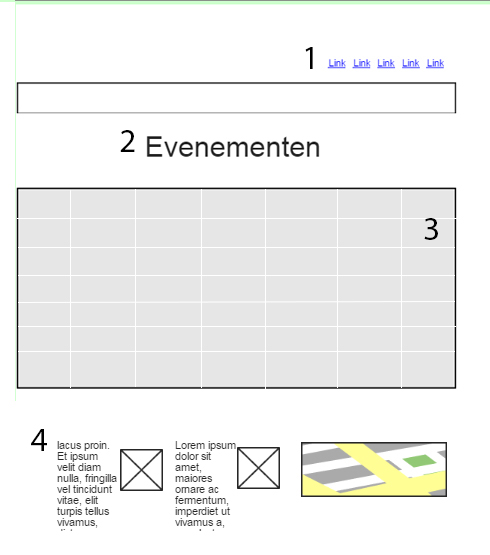 1 Link Link Link Link Link
2 Evenementen
3
4
lacus proin.
Et ipsum
velit diam
nulla, fringilla
vel tincidunt
vitae, elit
turpis tellus
vivamus,
Lorem ipsum
dolor sit
amet,
maiores
ornare ac
fermentum,
imperdiet ut
vivamus a,